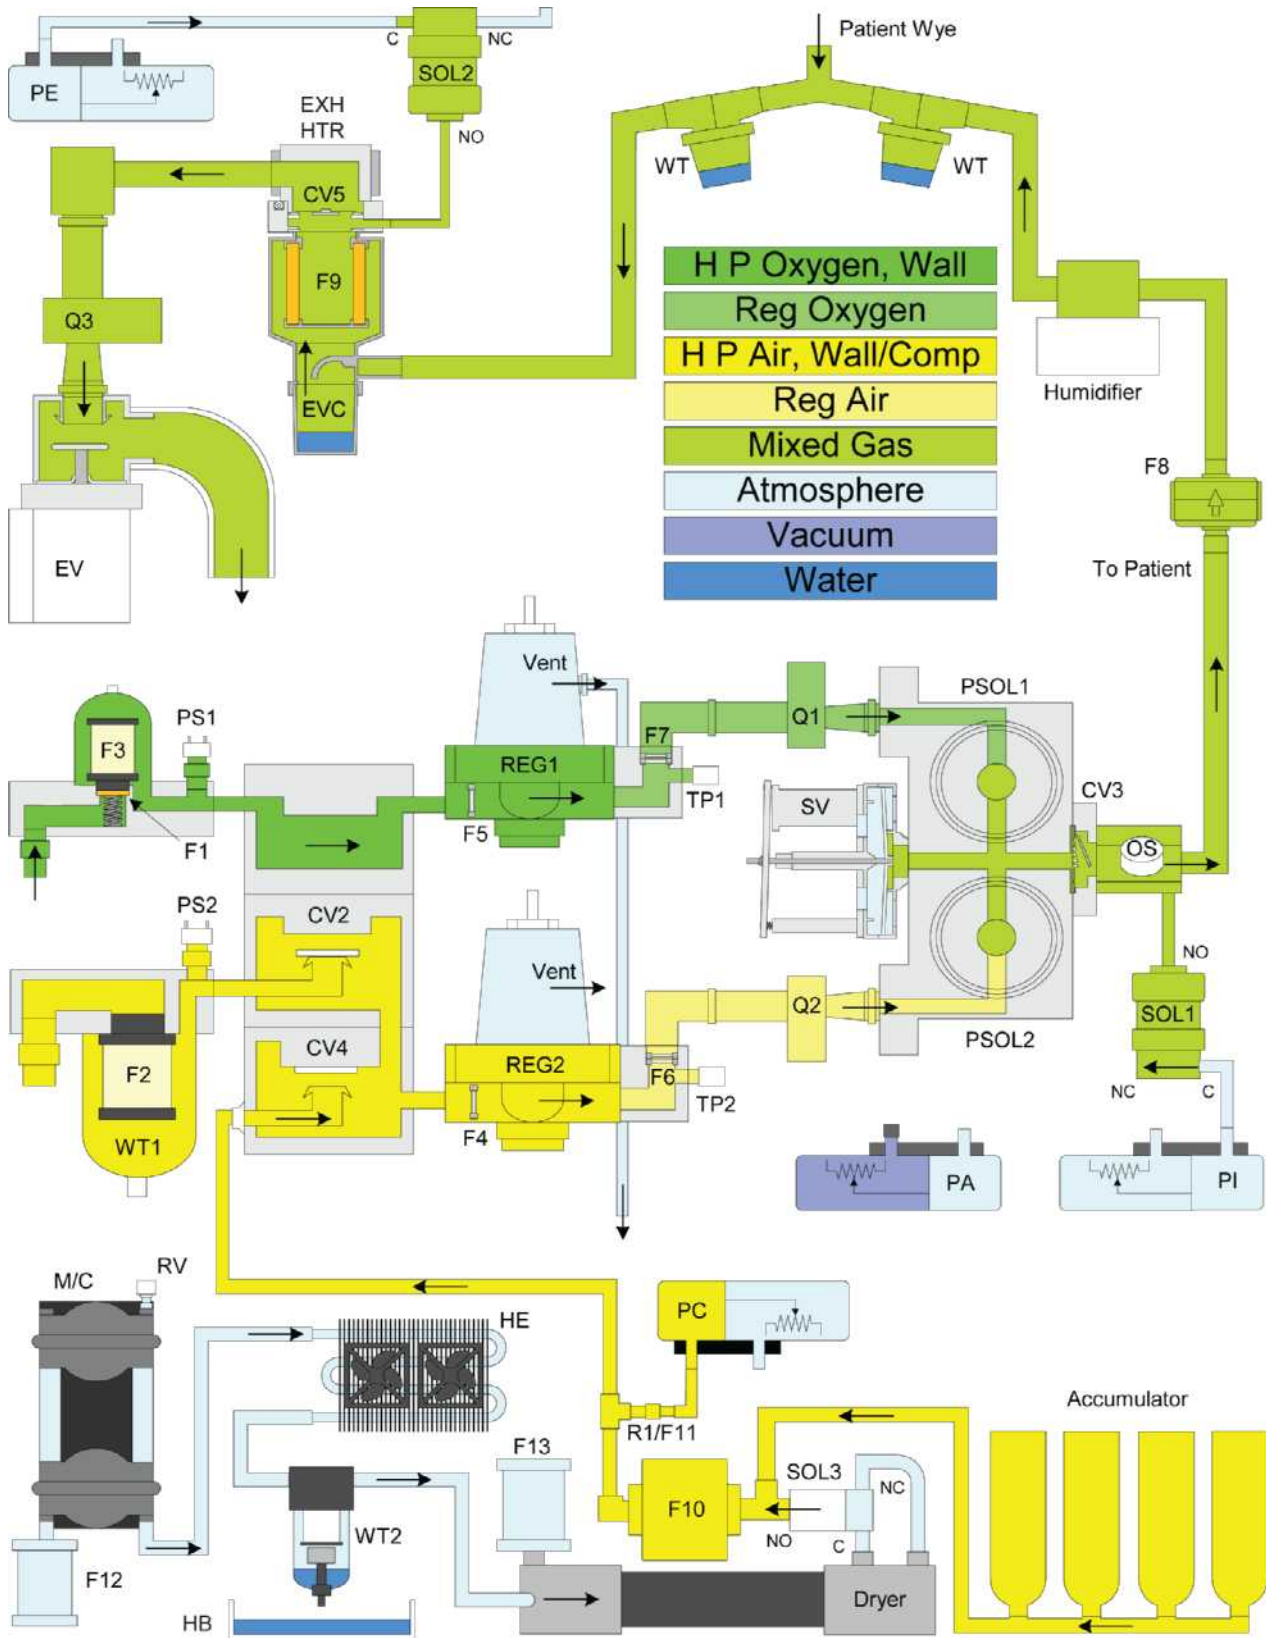 Patient Wye
C
NC
SOL2
PE
EXH
HTR
NO
WT
WT
CV5
H P Oxygen, Wall
F9
Reg Oxygen
Q3
H P Air, Wall/Comp
Humidifier
EVC
Reg Air
Mixed Gas
F8
Atmosphere
Vacuum
EV
To Patient
Water
Vent
PSOL1
PS1
Q1
F3
F7
REG1
TP1
CV3
SV
F5
F1
OS
PS2
CV2
NO
Vent
Q2
SOL1
PSOL2
CV4
REG2
F2
F6
TP2
NC
C
F4
WT1
PA
PI
RV
M/C
HE
PC
Accumulator
R1/F11
F13
SOL3
NC
F10
NO
C
WT2
F12
Dryer
HB